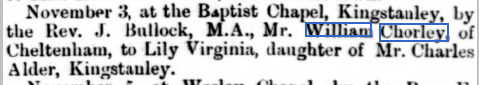 November 3, at the Baptist Chapel, Kingstanley, by
the Rev. J. Bullock, M.A., Mr. William Chorley, of
Cheltenham, to Lily Virginia, daughter of Mr. Charles
Alder, Kingstanley.